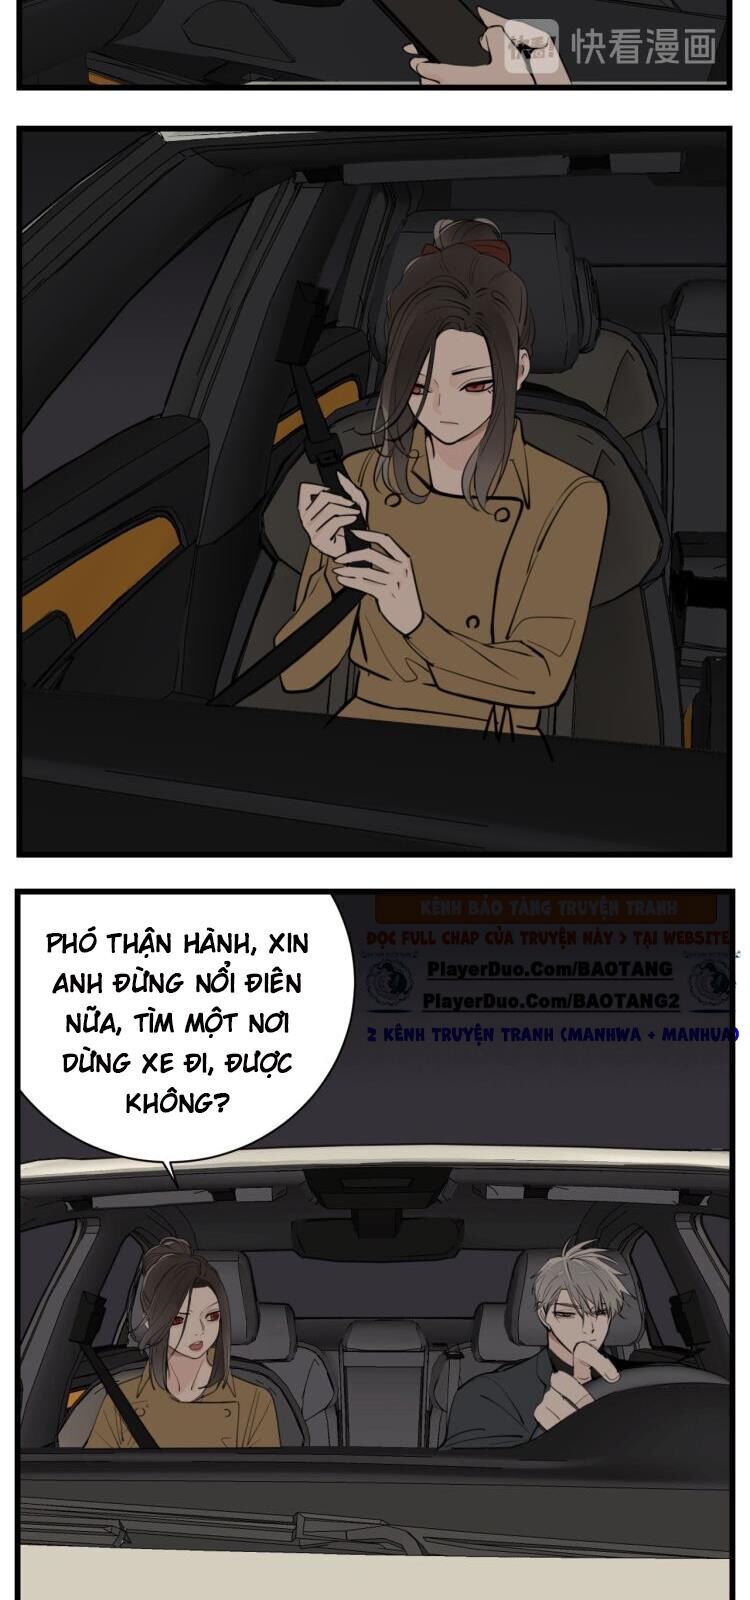 快看! 快看漫画
KÊNH BẢO TÀNG TRUYỆN TRANH
ĐỌC FULL CHAP CỦA TRUYỆN NÀY > TẠI WEBSITE
PLAYERDUO.COM/BAOTANG
PLAYERDUO.COM/BAOTANG2
2 KÊNH TRUYỆN TRANH (MANHWA + MANHUA)
PHÓ THẬN HÀNH, XIN
ANH ĐỪNG NỔI ĐIÊN
NỮA, TÌM MỘT NƠI
DỪNG XE ĐI, ĐƯỢC
KHÔNG?